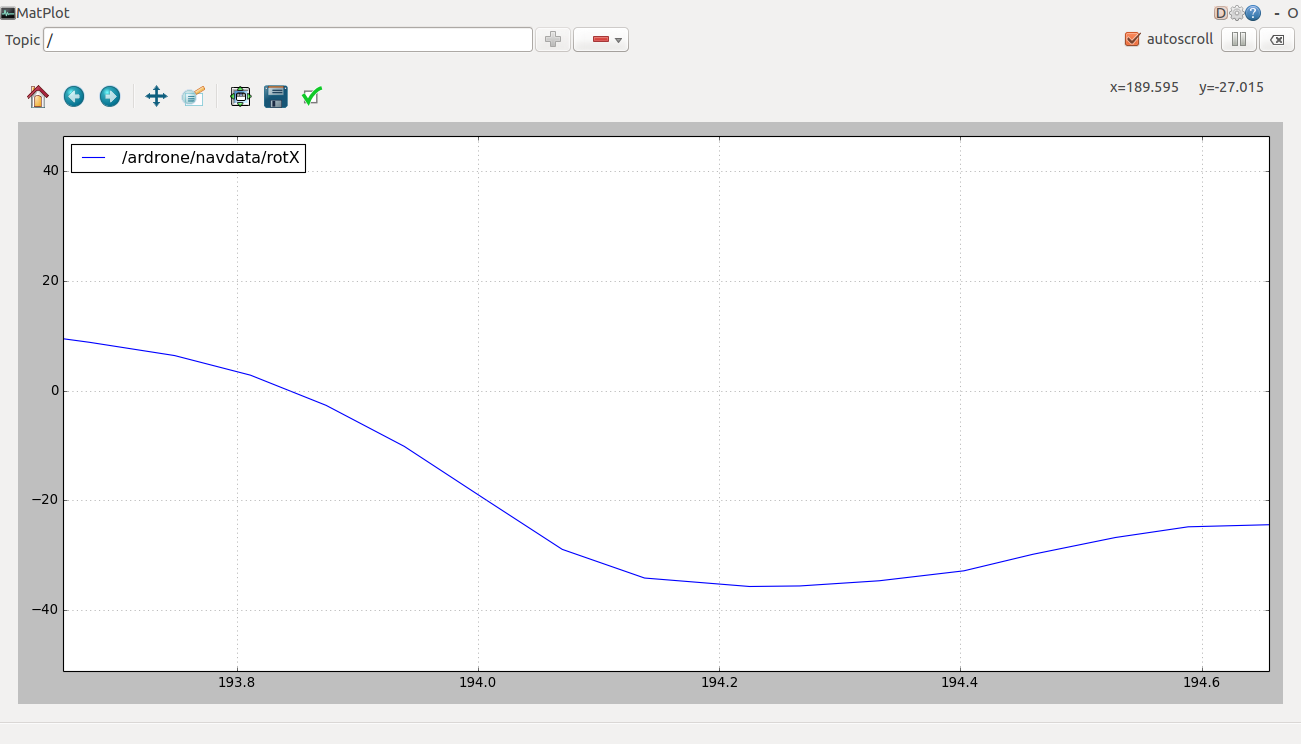 MatPlot D ? - O
Topic / autoscroll
x=189.595 y=-27.015
/ardrone/navdata/rotX
40
20
0
−20
−40
193.8 194.0 194.2 194.4 194.6